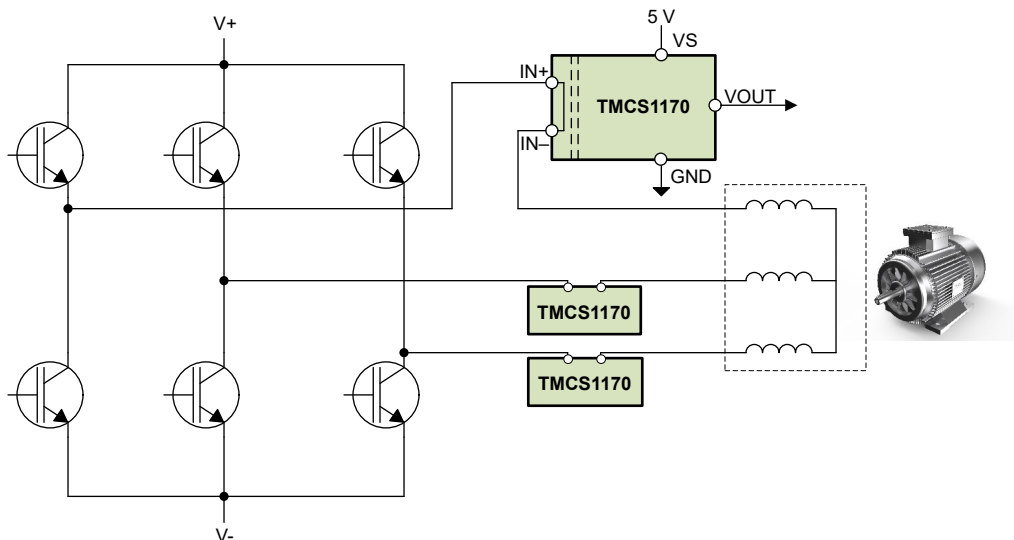 V+
5 V
VS
IN+
TMCS1170
VOUT
IN–
GND
TMCS1170
TMCS1170
V-